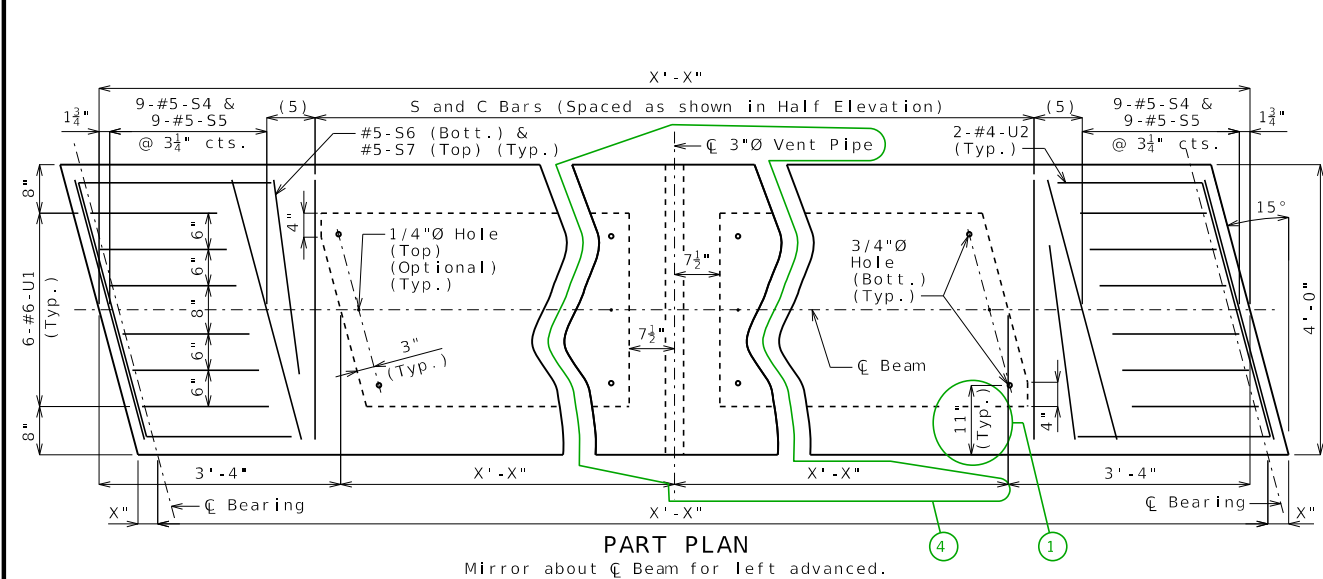 X'-X"
1¾"
9-#5-S4 &
9-#5-S5
@ 3¼" cts.
(5)
S and C Bars (Spaced as shown in Half Elevation)
(5)
9-#5-S4 &
9-#5-S5
@ 3¼" cts.
1¾"
#5-S6 (Bott.) &
#5-S7 (Top) (Typ.)
℄ 3"Ø Vent Pipe
2-#4-U2
(Typ.)
8"
6-#6-U1
(Typ.)
8"
6"
6"
8"
6"
6"
4"
1/4"Ø Hole
(Top)
(Optional)
(Typ.)
3"
(Typ.)
7½"
7½"
3/4"Ø
Hole
(Bott.)
(Typ.)
℄ Beam
11"
(Typ.)
4"
15°
4'-0"
3'-4"
X'-X"
X'-X"
3'-4"
X"
℄ Bearing
X'-X"
℄ Bearing
X"
4
1
PART PLAN
Mirror about ℄ Beam for left advanced.